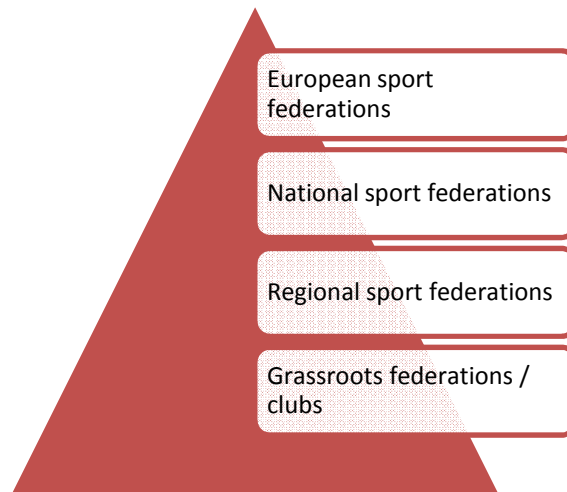 European sport
federations
National sport federations
Regional sport federations
Grassroots federations /
clubs